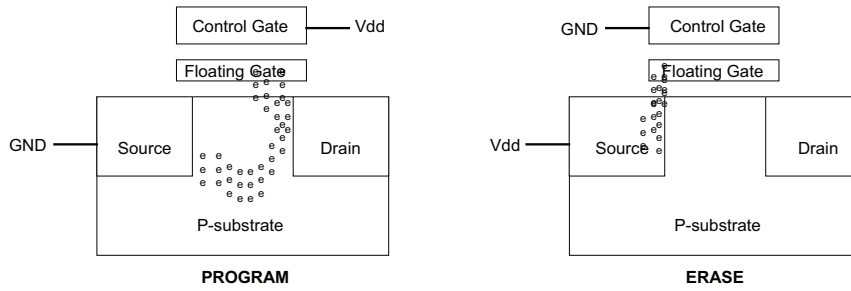 Control Gate Vdd
Floating Gate
GND Source Drain
P-substrate
PROGRAM
GND Control Gate
Floating Gate
Vdd Source Drain
P-substrate
ERASE